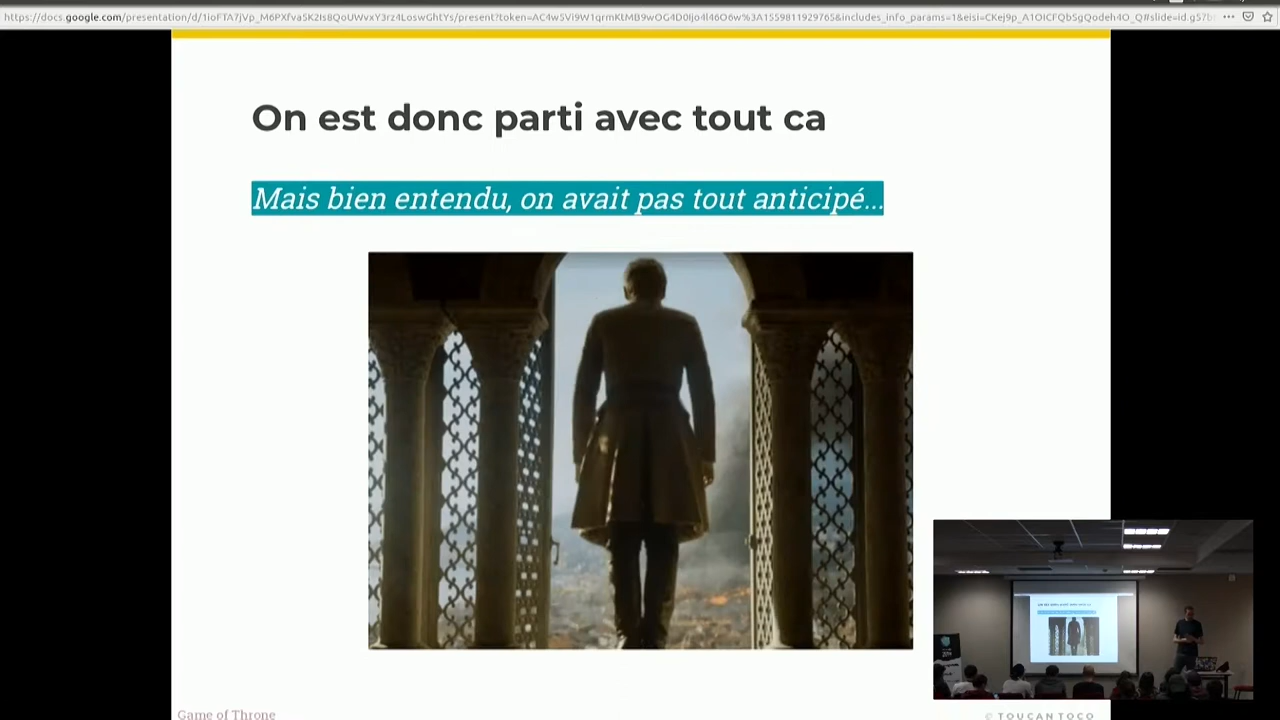 On est donc parti avec tout ca
Mais bien entendu, on avait pas tout anticipé...
Game of Throne
© TOUCAN TOCO